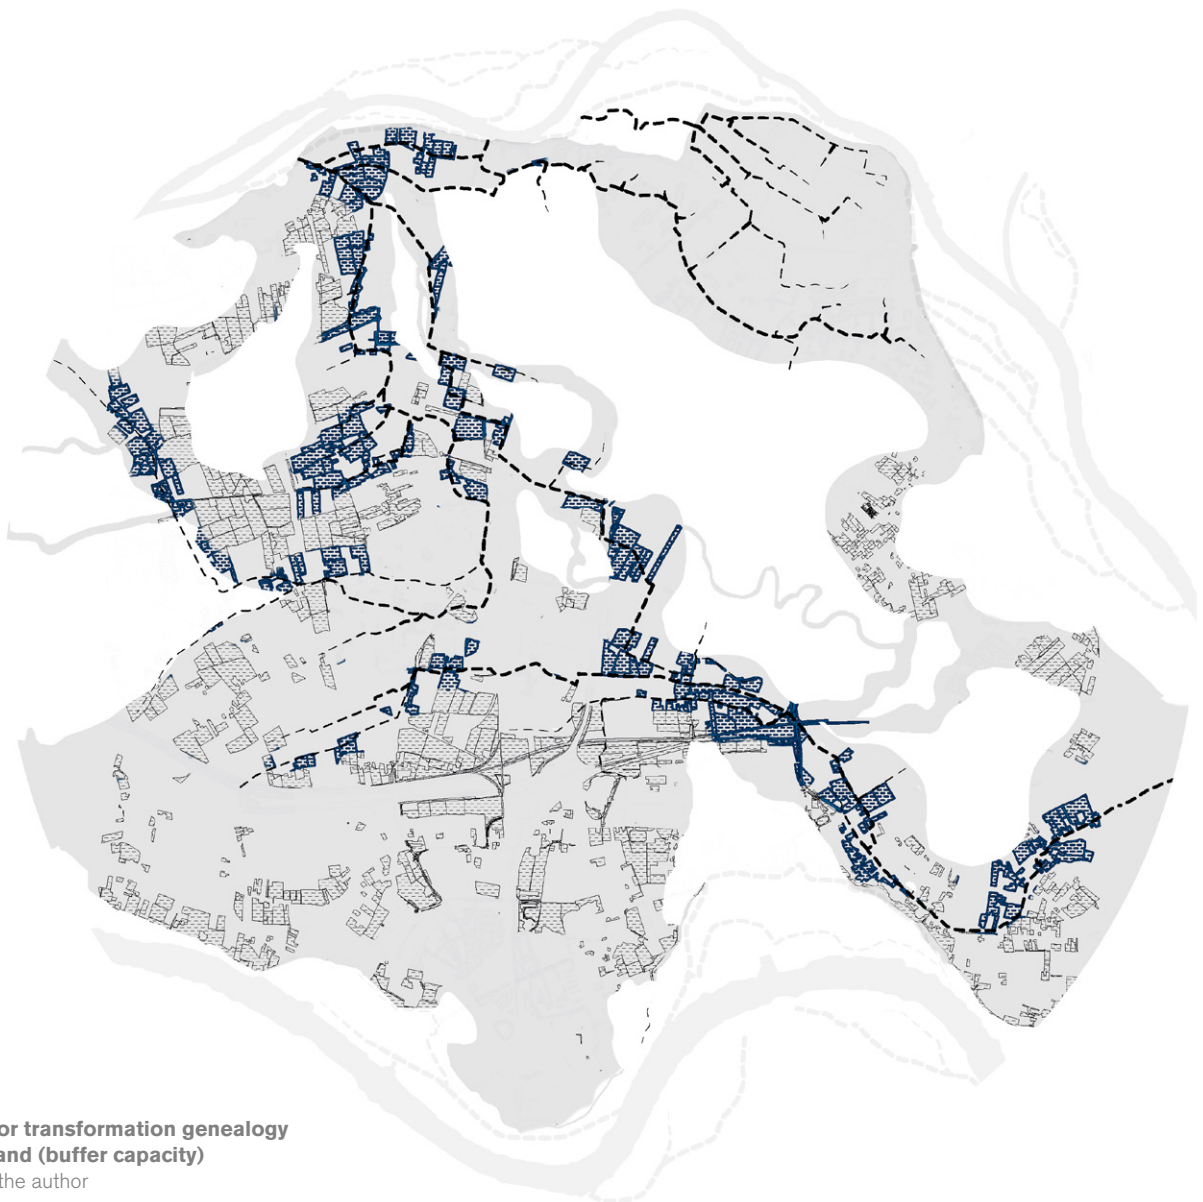 or transformation genealogy
and (buffer capacity)
the author